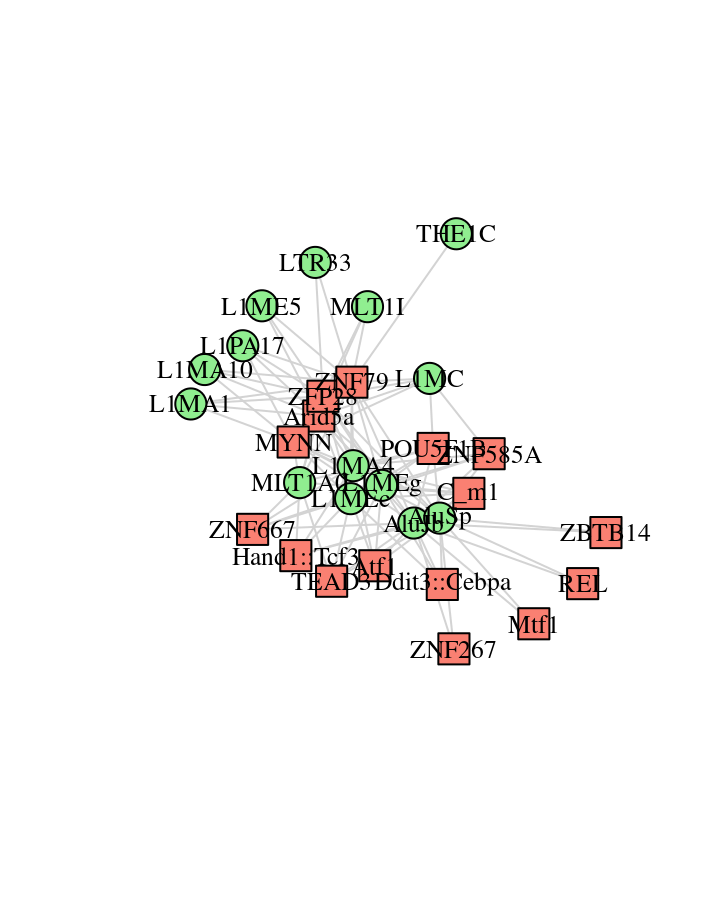 THE1C
LTR33
L1ME5
MLT1I
L1PA17
L1MA10
ZNF79
L1MC
ZFP28
L1MA1
Arid5a
MYNN
POU5F1B
ZNF585A
L1MA4
MLT1A0
L1MEg
C_m1
L1MEc
AluSp
AluJb
ZNF667
ZBTB14
Hand1::Tcf3
Atf1
TEAD3
Ddit3::Cebpa
REL
Mtf1
ZNF267